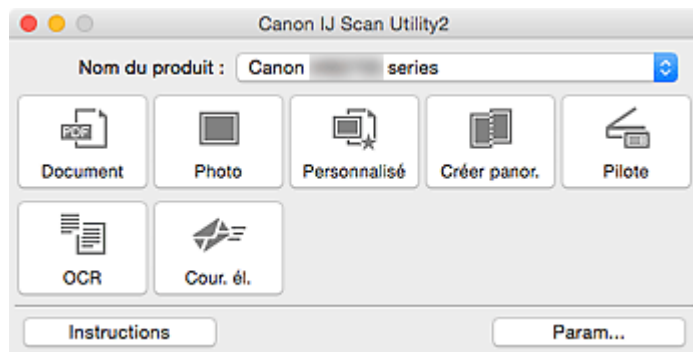 Canon IJ Scan Utility2
Nom du produit : Canon series
Document Photo Personnalisé Créer panor. Pilote
PDF
OCR Cour. él.
Instructions Param...